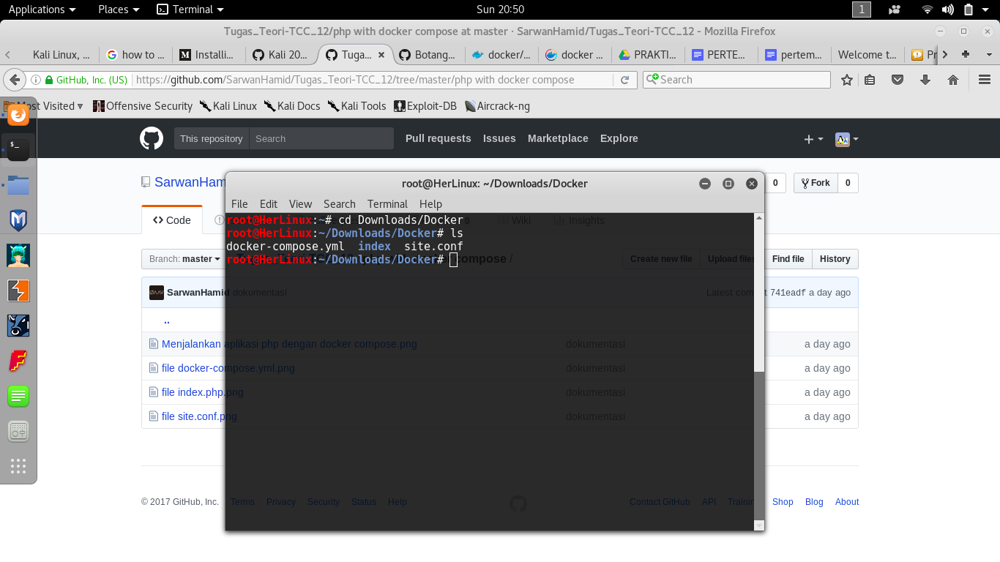 Applications Places Terminal Sun 20:50 1
Tugas_Teori-TCC_12/php with docker compose at master · SarwanHamid/Tugas_Teori-TCC_12 - Mozilla Firefox
Kali Linux, ... how to ... Installi... Kali 20... Tuga... Botang... docker/... docker ... PRAKTI... PERTE... pertem... Welcome t... Pr
GitHub, Inc. (US) https://github.com/SarwanHamid/Tugas_Teori-TCC_12/tree/master/php with docker compose Search
Most Visited Offensive Security Kali Linux Kali Docs Kali Tools Exploit-DB Aircrack-ng
This repository Search Pull requests Issues Marketplace Explore
SarwanHam 0 Fork 0
root@HerLinux: ~/Downloads/Docker
File Edit View Search Terminal Help
Code Wiki Insights
root@HerLinux:~# cd Downloads/Docker
root@HerLinux:~/Downloads/Docker# ls
docker-compose.yml index site.conf
root@HerLinux:~/Downloads/Docker#
Branch: master compose / Create new file Upload files Find file History
SarwanHamid dokumentasi Latest commit 741eadf a day ago
..
Menjalankan aplikasi php dengan docker compose.png dokumentasi a day ago
file docker-compose.yml.png dokumentasi a day ago
file index.php.png dokumentasi a day ago
file site.conf.png dokumentasi a day ago
© 2017 GitHub, Inc. Terms Privacy Security Status Help Contact GitHub API Training Shop Blog About